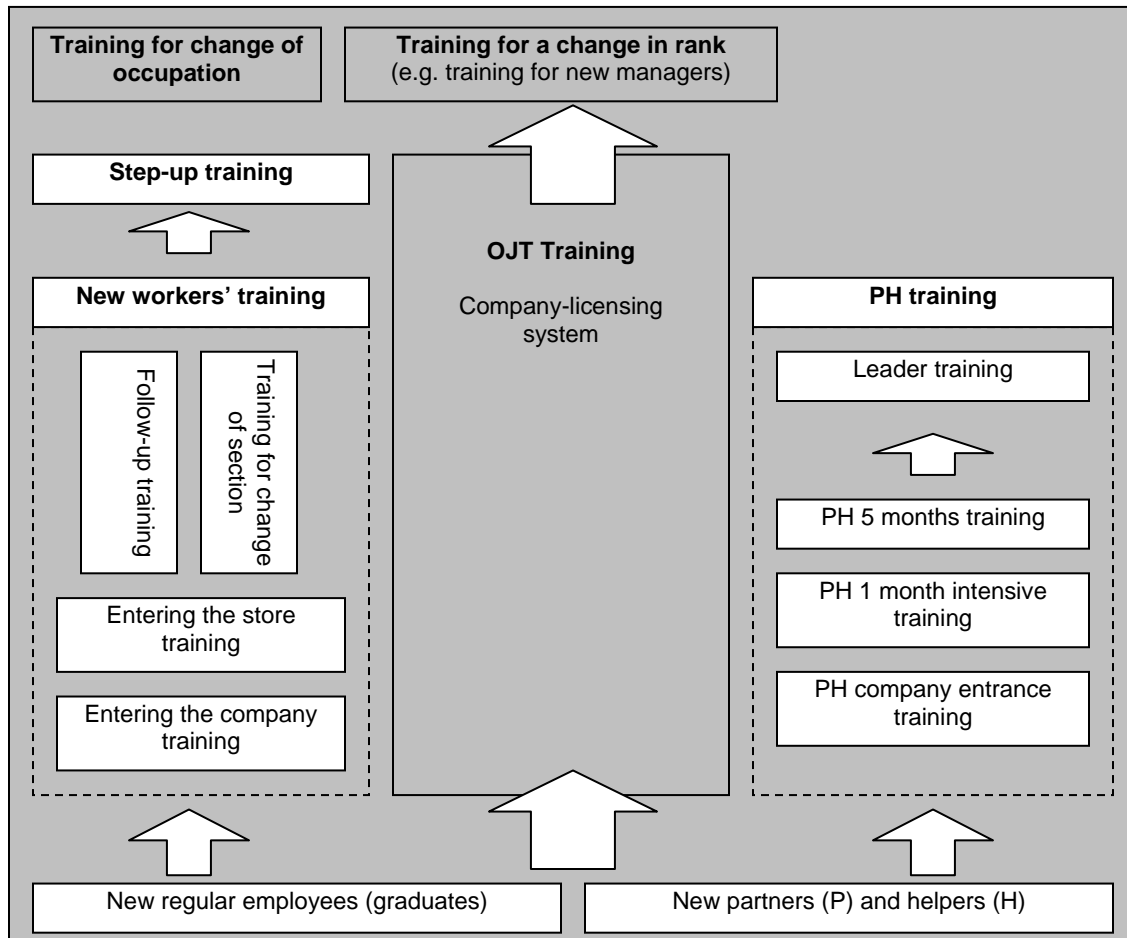 Training for change of
occupation
Training for a change in rank
(e.g. training for new managers)
Step-up training
New workers’ training
Follow-up training
Training for change
of section
Entering the store
training
Entering the company
training
OJT Training
Company-licensing
system
PH training
Leader training
PH 5 months training
PH 1 month intensive
training
PH company entrance
training
New regular employees (graduates)
New partners (P) and helpers (H)